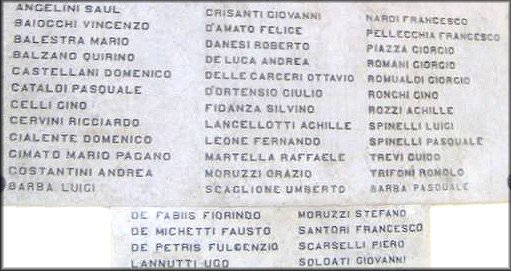 ANGELINI SAUL
BAIOCCHI VINCENZO
BALESTRA MARIO
BALZANO QUIRINO
CASTELLANI DOMENICO
CATALDI PASQUALE
CELLI GINO
CERVINI RICCIARDO
CIALENTE DOMENICO
CIMATO MARIO PAGANO
COSTANTINI ANDREA
BARBA LUIGI
CRISANTI GIOVANNI
D'AMATO FELICE
DANESI ROBERTO
DE LUCA ANDREA
DELLE CARCERI OTTAVIO
D'ORTENSIO GIULIO
FIDANZA SILVINO
LANCELLOTTI ACHILLE
LEONE FERNANDO
MARTELLA RAFFAELE
MORUZZI ORAZIO
SCAGLIONE UMBERTO
NARDI FRANCESCO
PELLECCHIA FRANCESCO
PIAZZA GIORGIO
ROMANI GIORGIO
ROMUALDI GIORGIO
RONCHI GINO
ROZZI ACHILLE
SPINELLI LUIGI
SPINELLI PASQUALE
TREVI GUIDO
TRIFONI ROMOLO
BARBA PASQUALE
DE FABIIS FIORINDO
DE MICHETTI FAUSTO
DE PETRIS FULGENZIO
LANNUTTI UGO
MORUZZI STEFANO
SANTORI FRANCESCO
SCARSELLI PIERO
SOLDATI GIOVANNI